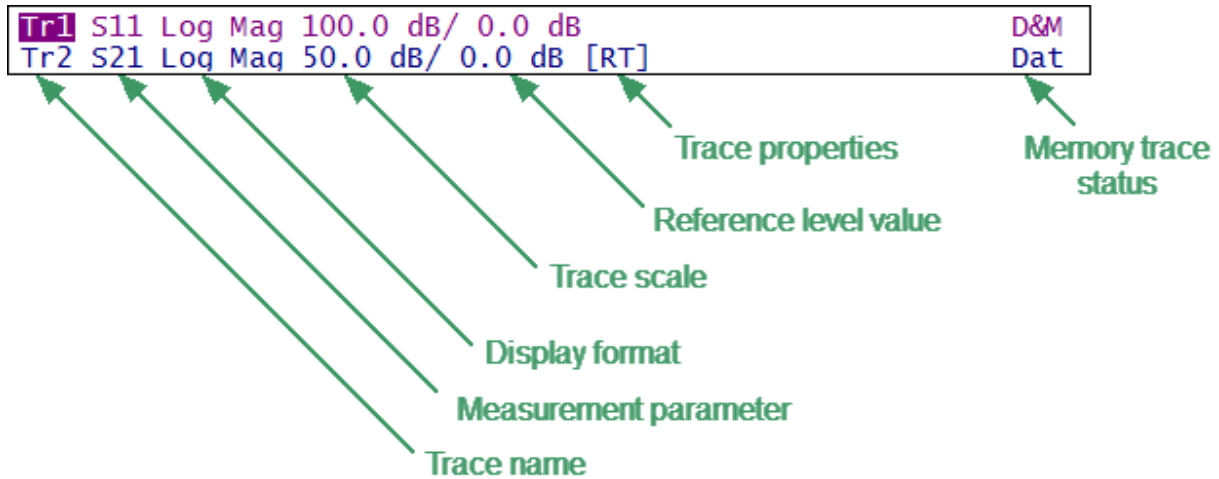 Tr1 S11 Log Mag 100.0 dB/ 0.0 dB D&M
Tr2 S21 Log Mag 50.0 dB/ 0.0 dB [RT] Dat
Trace properties
Memory trace
status
Reference level value
Trace scale
Display format
Measurement parameter
Trace name